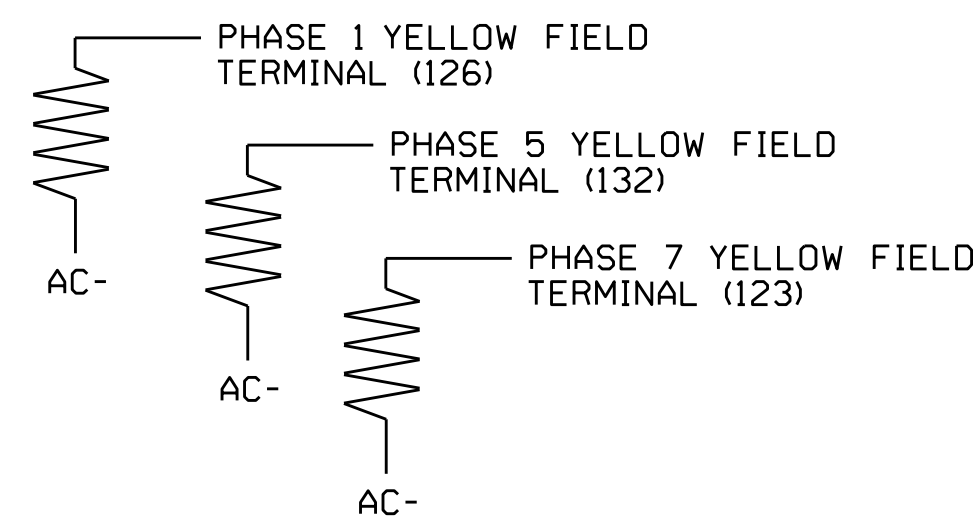 PHASE 1 YELLOW FIELD
TERMINAL (126)
AC-
PHASE 5 YELLOW FIELD
TERMINAL (132)
AC-
PHASE 7 YELLOW FIELD
TERMINAL (123)
AC-